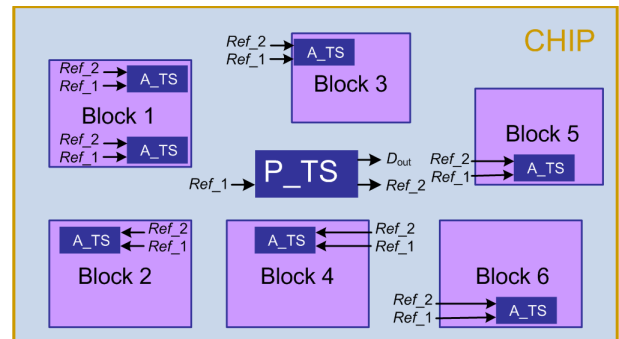 CHIP
Ref_2
Ref_1
A_TS
Block 1
Ref_2
Ref_1
A_TS
Ref_2
Ref_1
A_TS
Block 3
Block 5
Ref_2
Ref_1
A_TS
Ref_1
P_TS
Dout
Ref_2
A_TS
Ref_2
Ref_1
Block 2
A_TS
Ref_2
Ref_1
Block 4
Block 6
Ref_2
Ref_1
A_TS